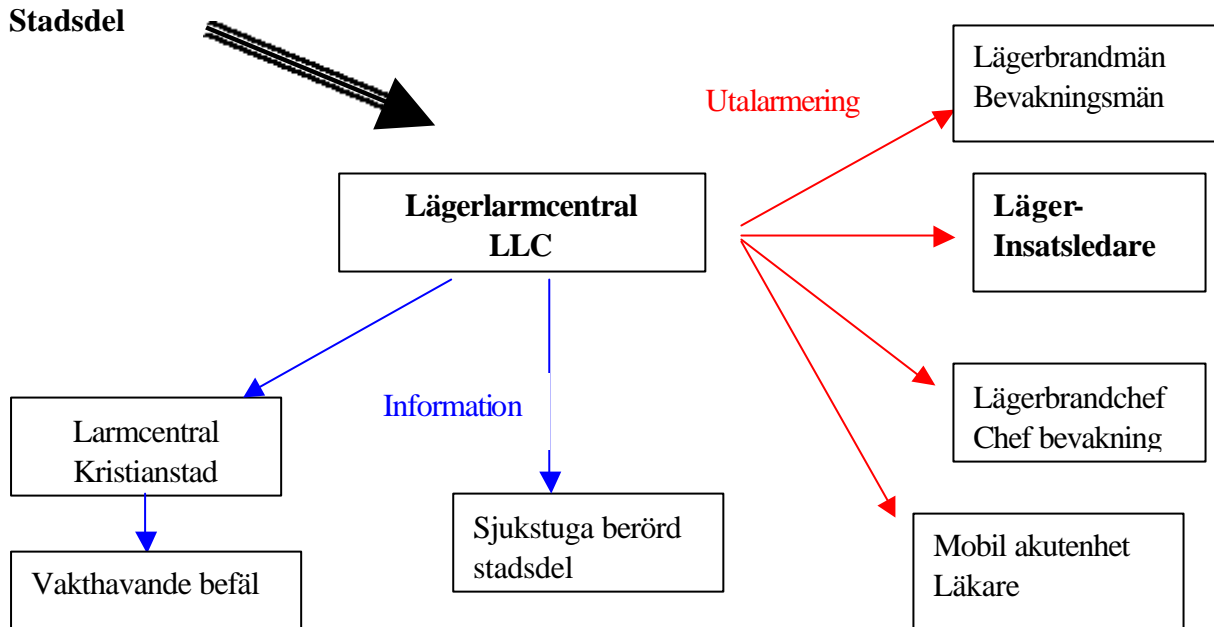 Stadsdel
Utalarmering
Lägerbrandmän
Bevakningsmän
Lägerlarmcentral
LLC
Läger-
Insatsledare
Information
Lägerbrandchef
Chef bevakning
Larmcentral
Kristianstad
Sjukstuga berörd
stadsdel
Mobil akutenhet
Läkare
Vakthavande befäl